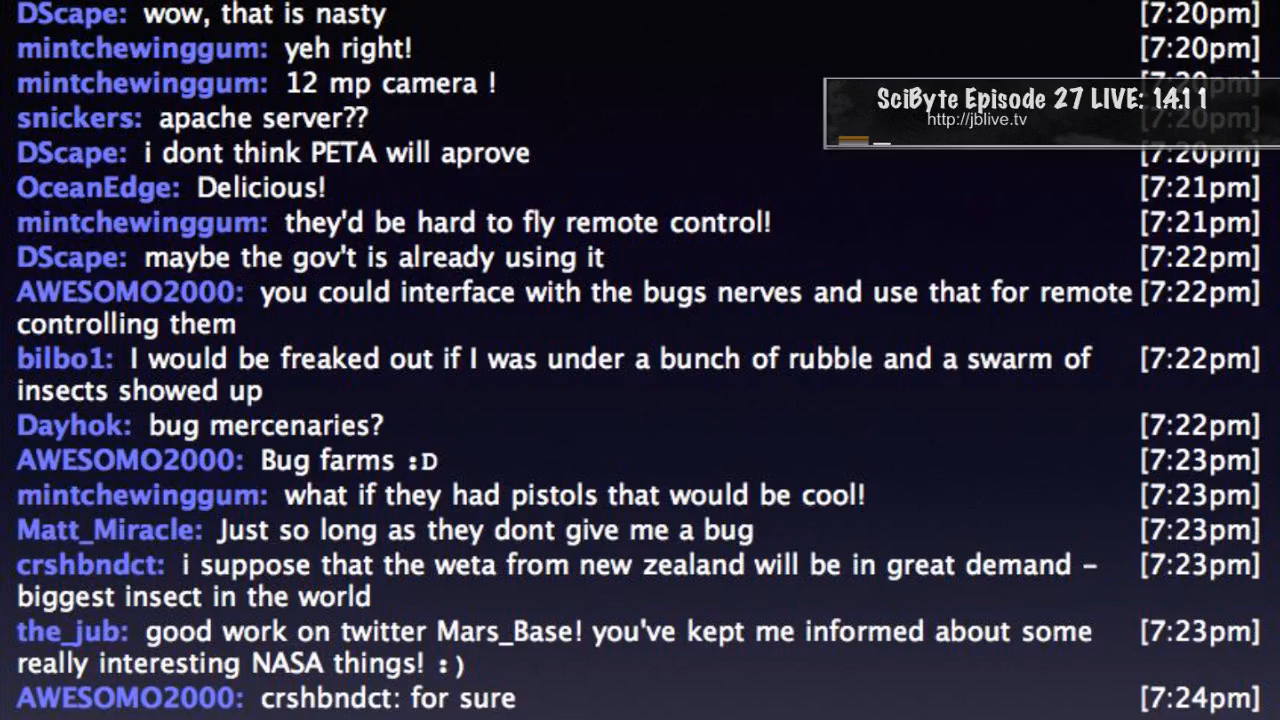 DScape: wow, that is nasty [7:20pm]
mintchewinggum: yeh right! [7:20pm]
mintchewinggum: 12 mp camera ! [7:20pm]
SciByte Episode 27 LIVE: 14.11
http://jblive.tv
snickers: apache server?? [7:20pm]
DScape: i dont think PETA will aprove [7:20pm]
OceanEdge: Delicious! [7:21pm]
mintchewinggum: they'd be hard to fly remote control! [7:21pm]
DScape: maybe the gov't is already using it [7:22pm]
AWESOMO2000: you could interface with the bugs nerves and use that for remote [7:22pm]
controlling them
bilbo1: I would be freaked out if I was under a bunch of rubble and a swarm of [7:22pm]
insects showed up
Dayhok: bug mercenaries? [7:22pm]
AWESOMO2000: Bug farms :D [7:23pm]
mintchewinggum: what if they had pistols that would be cool! [7:23pm]
Matt_Miracle: Just so long as they dont give me a bug [7:23pm]
crshbndct: i suppose that the weta from new zealand will be in great demand – [7:23pm]
biggest insect in the world
the_jub: good work on twitter Mars_Base! you've kept me informed about some [7:23pm]
really interesting NASA things! :)
AWESOMO2000: crshbndct: for sure [7:24pm]